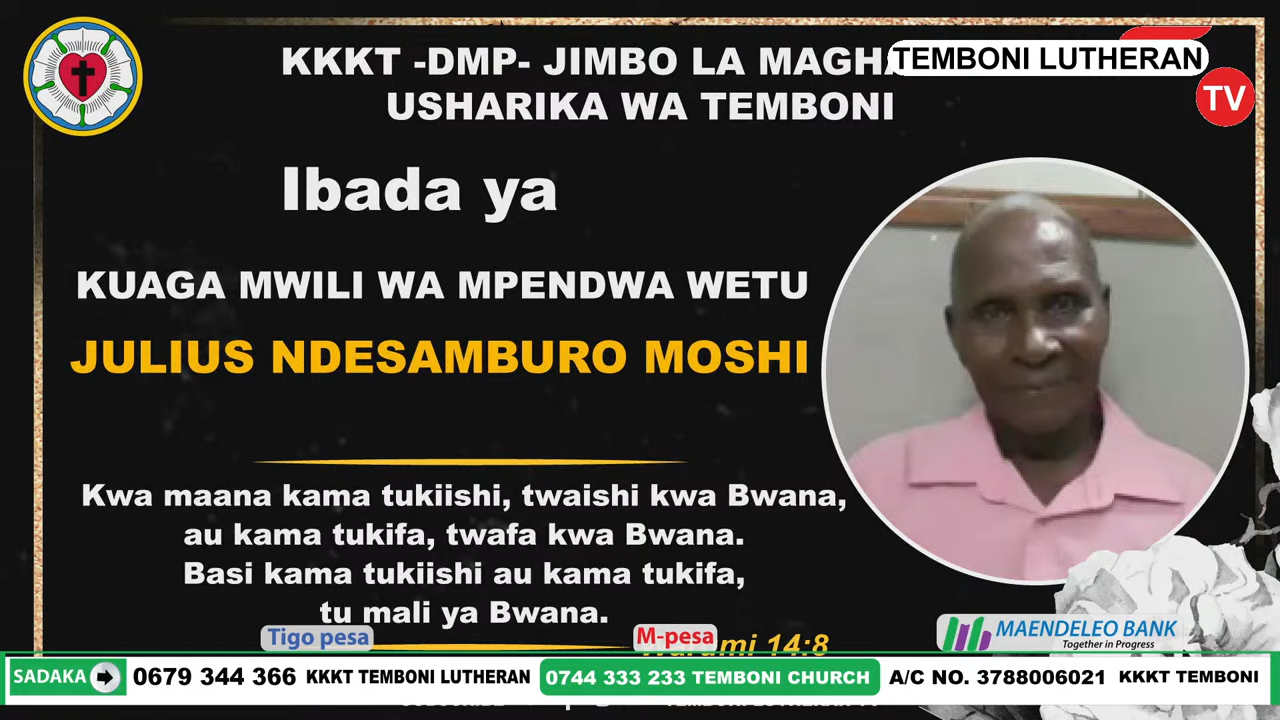 KKKT -DMP- JIMBO LA
TEMBONI LUTHERAN
TV
USHARIKA WA TEMBONI
Ibada ya
KUAGA MWILI WA MPENDWA WETU
JULIUS NDESAMBURO MOSHI
Kwa maana kama tukiishi, twaishi kwa Bwana,
au kama tukifa, twafa kwa Bwana.
Basi kama tukiishi au kama tukifa,
tu mali ya Bwana.
14:8
Tigo pesa
M-pesa
MAENDELEO BANK
Together in Progress
SADAKA
0679 344 366 KKKT TEMBONI LUTHERAN
0744 333 233 TEMBONI CHURCH
A/C NO. 3788006021 KKKT TEMBONI